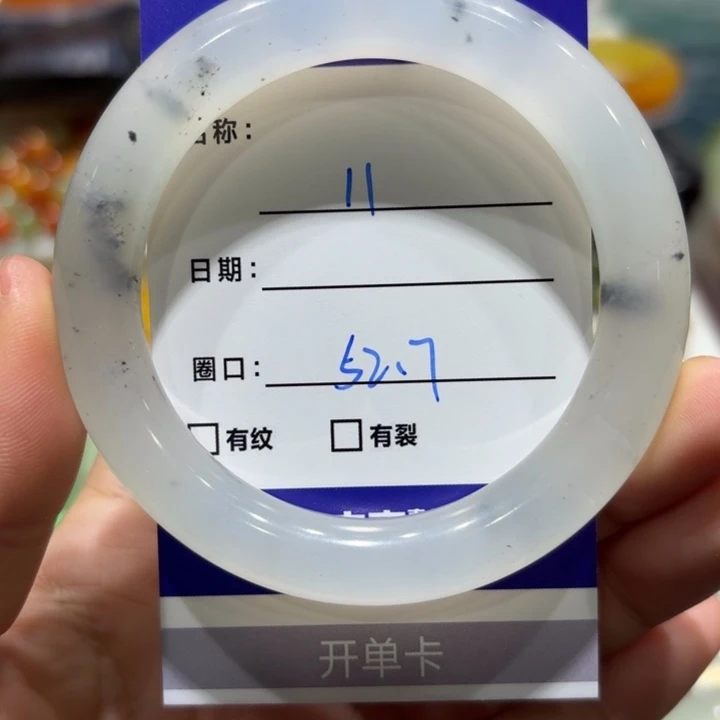 名称: 11
日期:
圈口: 52.7
□有纹 □有裂
开单卡